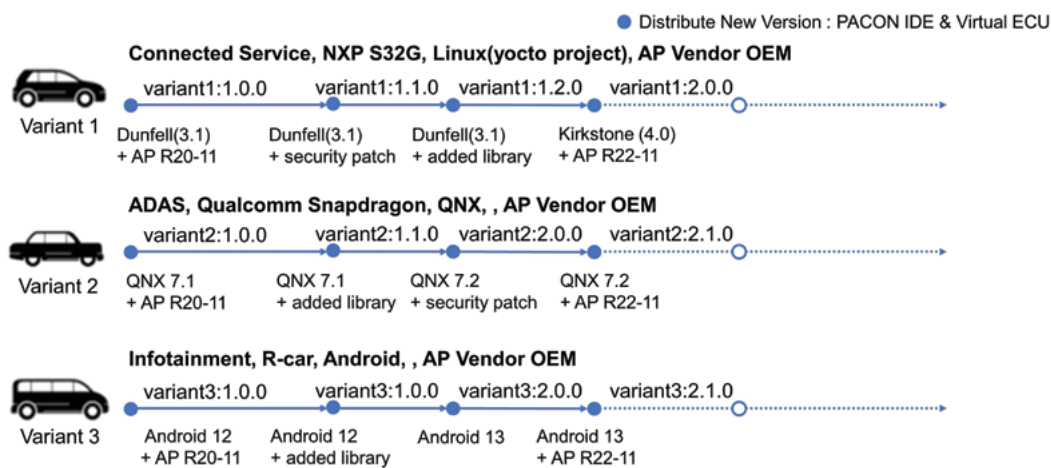 Distribute New Version : PACON IDE & Virtual ECU
Connected Service, NXP S32G, Linux(yocto project), AP Vendor OEM
variant1:1.0.0 variant1:1.1.0 variant1:1.2.0 variant1:2.0.0
Variant 1
Dunfell(3.1) Dunfell(3.1) Dunfell(3.1) Kirkstone (4.0)
+ AP R20-11 + security patch + added library + AP R22-11
ADAS, Qualcomm Snapdragon, QNX, , AP Vendor OEM
variant2:1.0.0 variant2:1.1.0 variant2:2.0.0 variant2:2.1.0
Variant 2
QNX 7.1 QNX 7.1 QNX 7.2 QNX 7.2
+ AP R20-11 + added library + security patch + AP R22-11
Infotainment, R-car, Android, , AP Vendor OEM
variant3:1.0.0 variant3:1.0.0 variant3:2.0.0 variant3:2.1.0
Variant 3
Android 12 Android 12 Android 13 Android 13
+ AP R20-11 + added library + AP R22-11